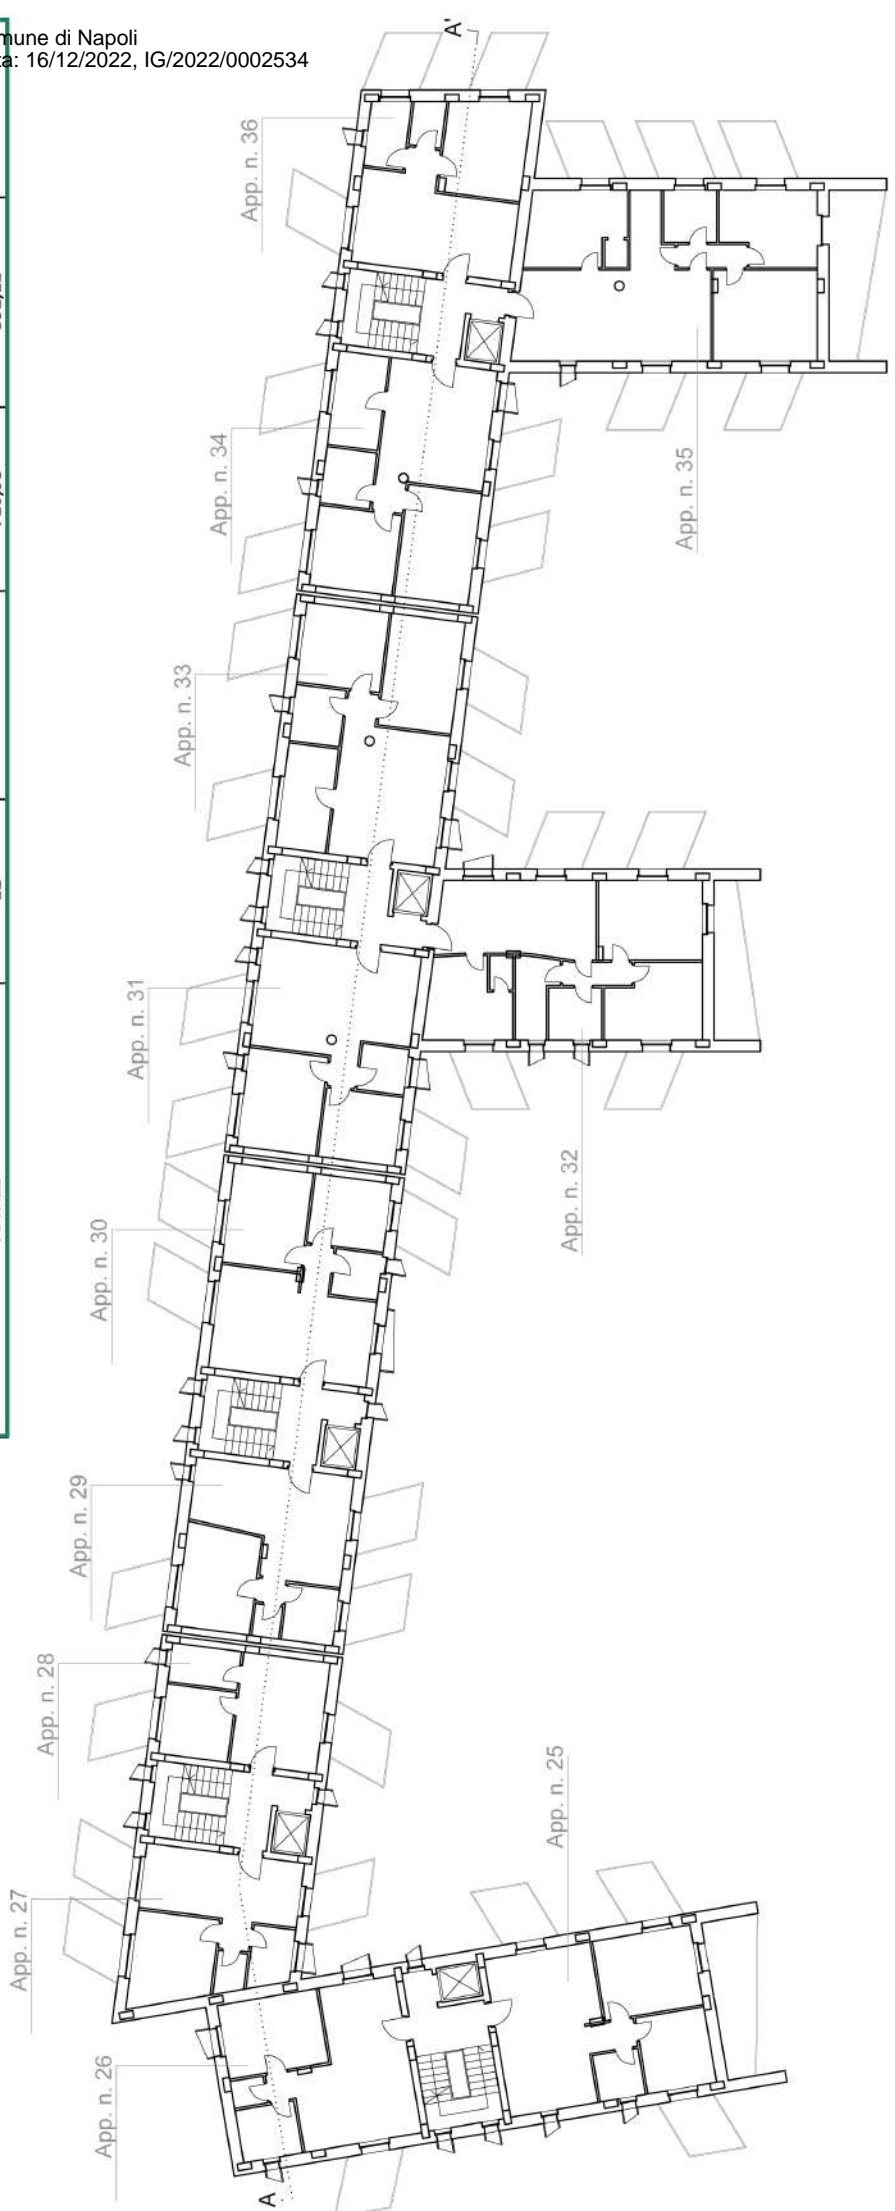 mune di Napoli
a: 16/12/2022, IG/2022/0002534
A'
App. n. 36
App. n. 35
App. n. 34
App. n. 33
App. n. 31
App. n. 32
App. n. 30
App. n. 29
App. n. 28
App. n. 25
App. n. 27
App. n. 26
A